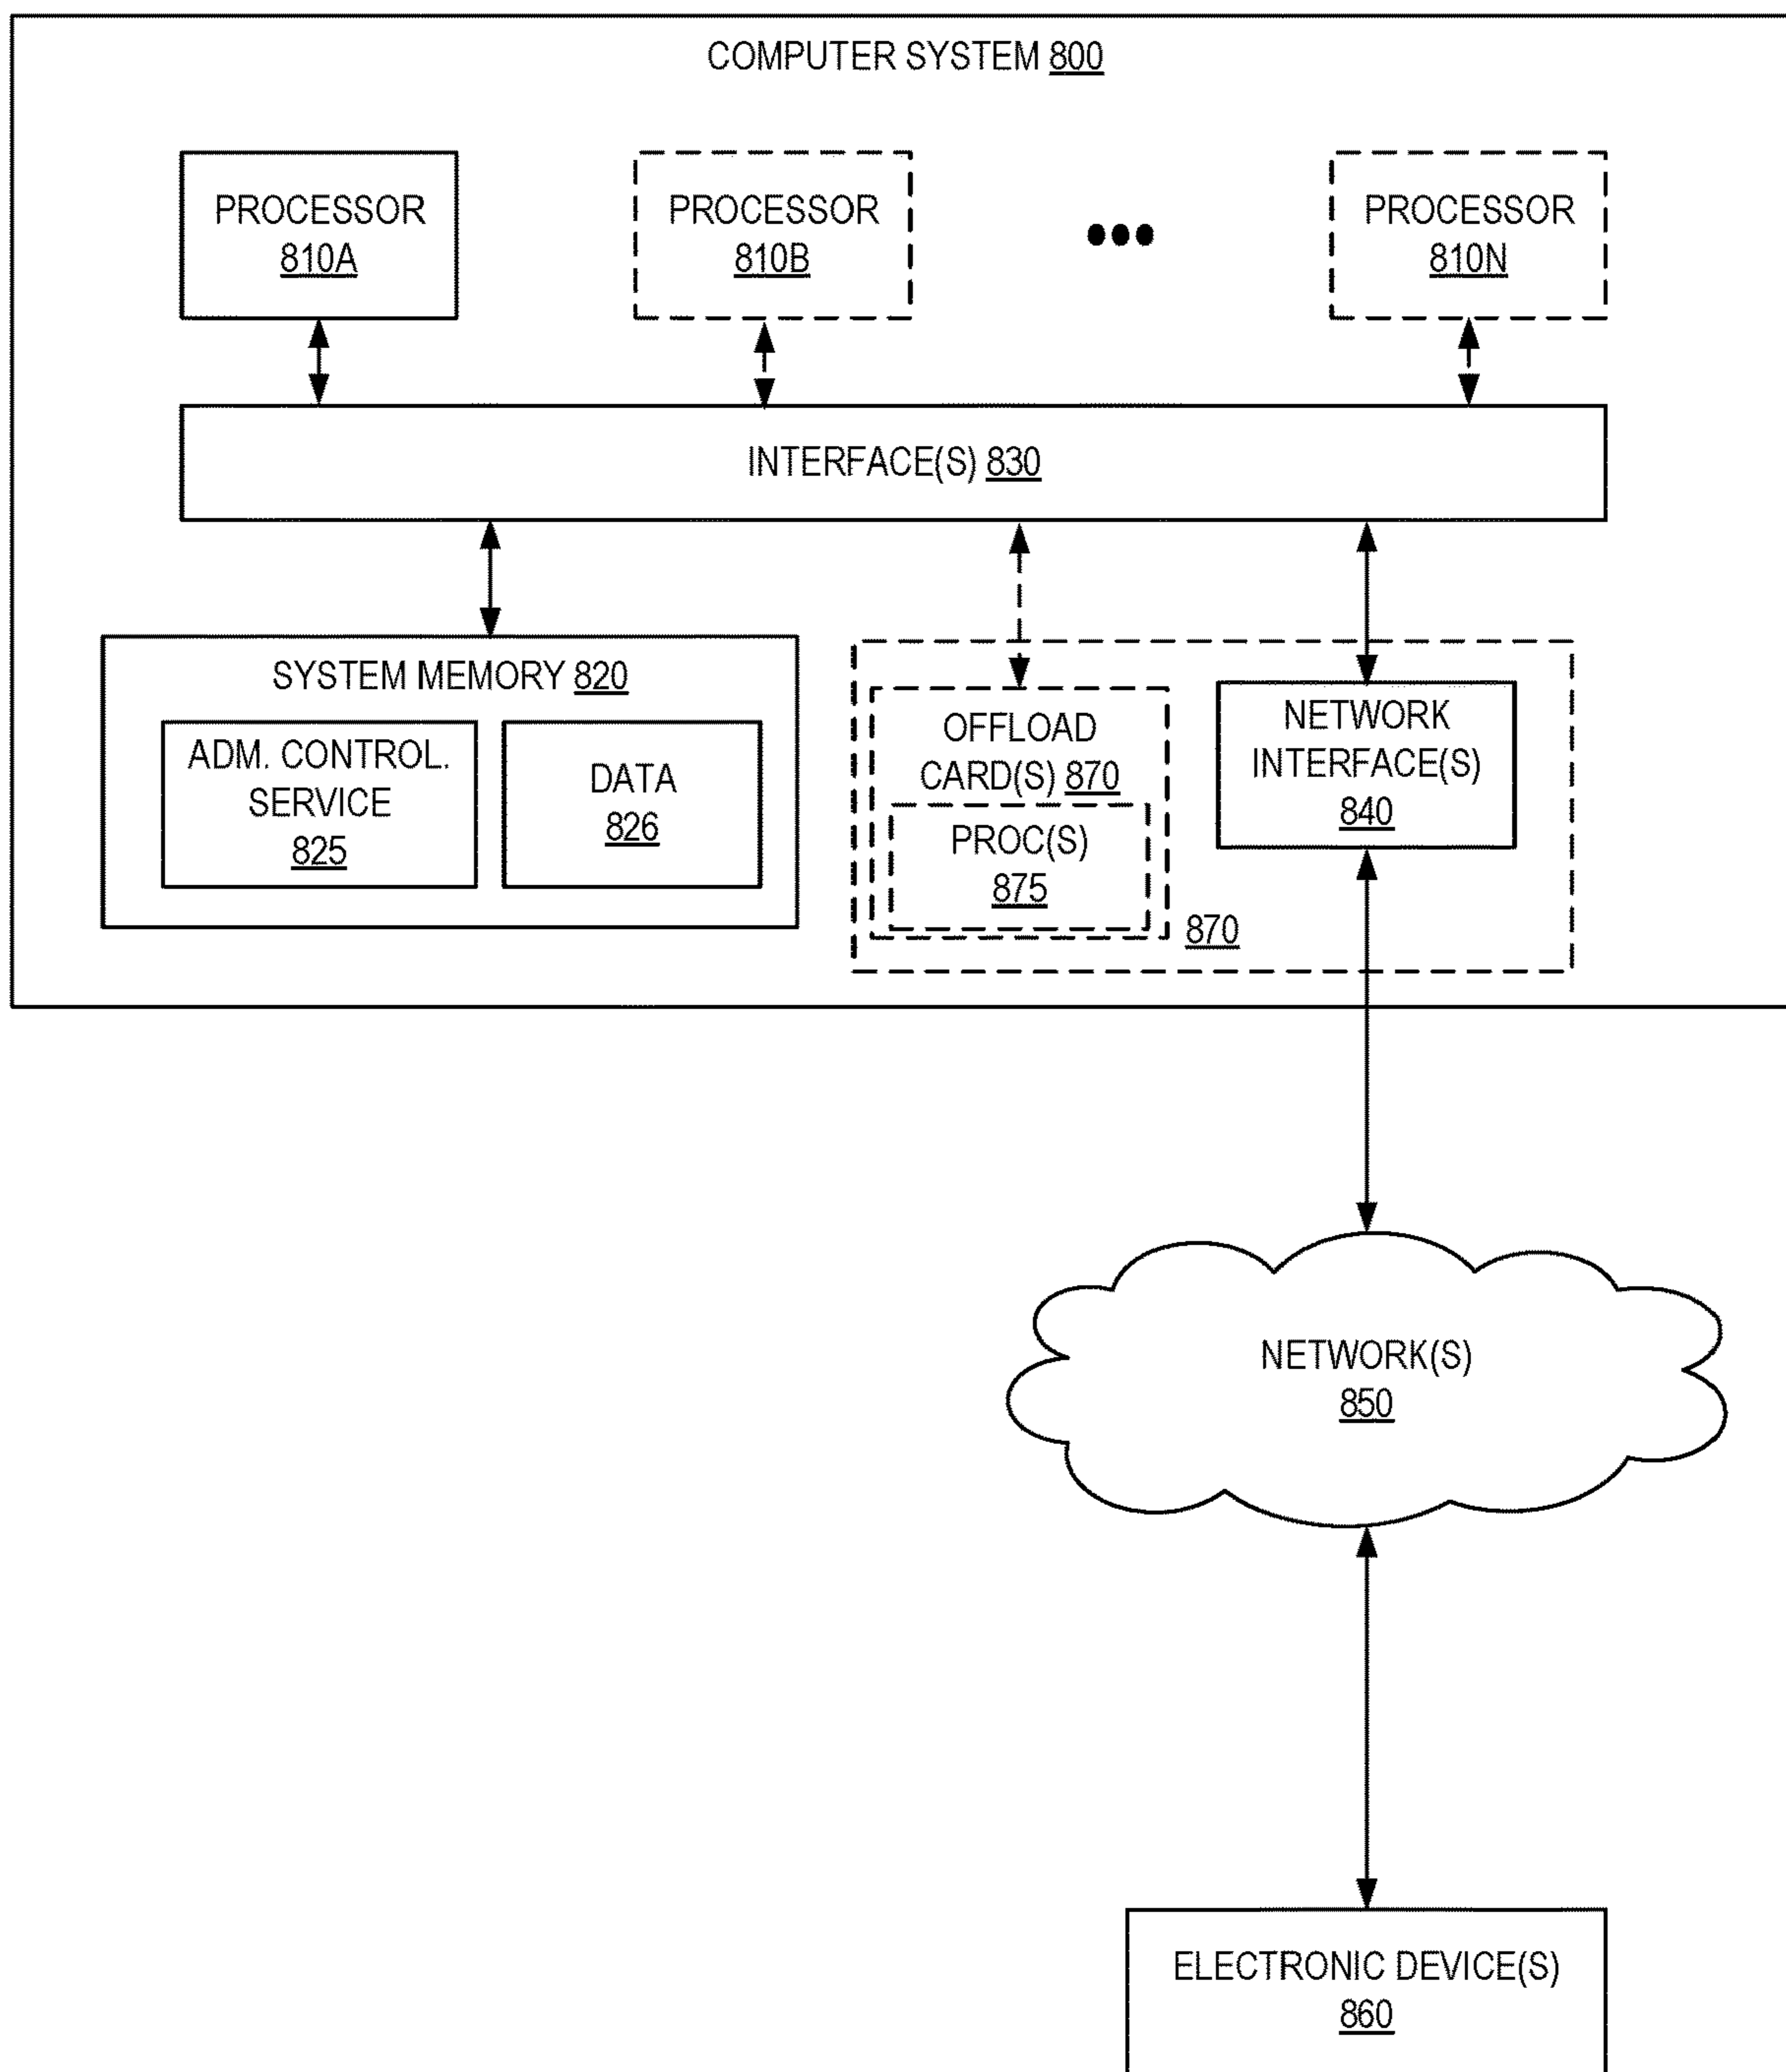 COMPUTER SYSTEM 800
PROCESSOR
810A
PROCESSOR
810B
PROCESSOR
810N
INTERFACE(S) 830
SYSTEM MEMORY 820
ADM. CONTROL.
SERVICE
825
DATA
826
OFFLOAD
CARD(S) 870
PROC(S)
875
NETWORK
INTERFACE(S)
840
870
NETWORK(S)
850
ELECTRONIC DEVICE(S)
860